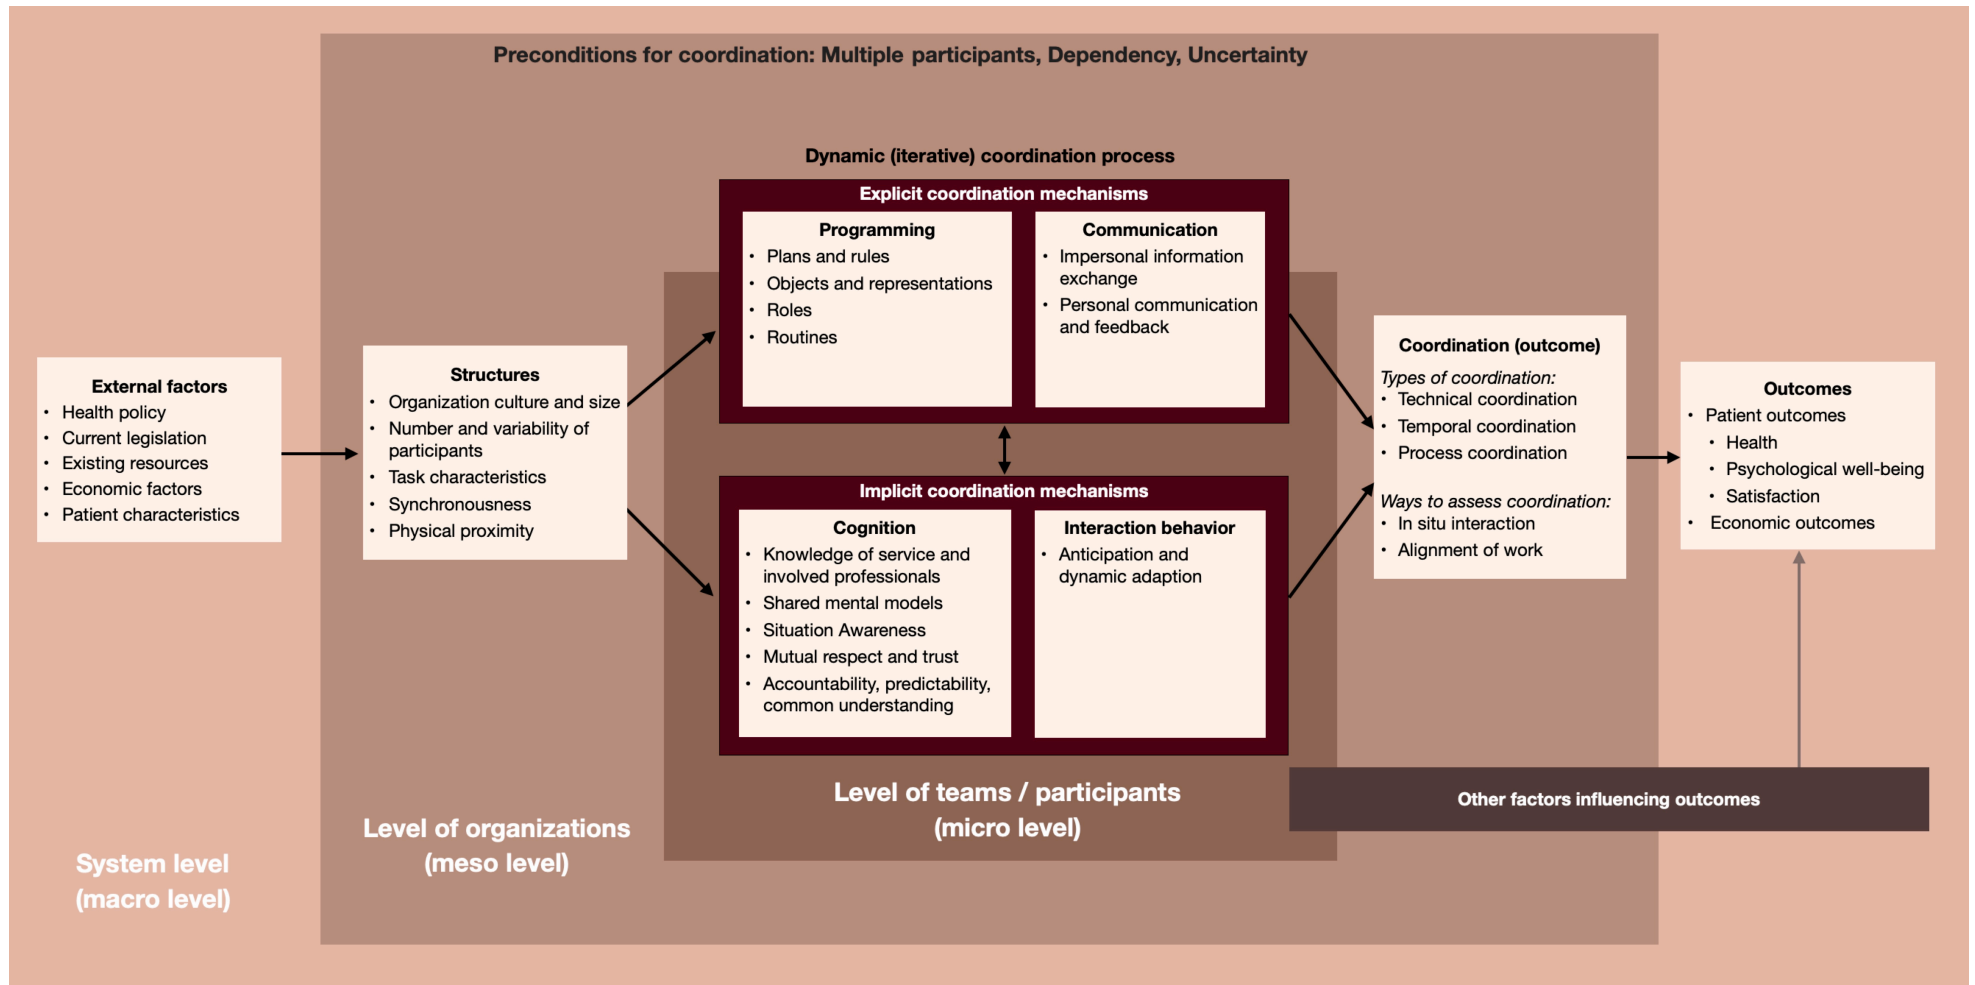 Preconditions for coordination: Multiple participants, Dependency, Uncertainty
Dynamic (iterative) coordination process
External factors
• Health policy
• Current legislation
• Existing resources
• Economic factors
• Patient characteristics
Structures
• Organization culture and size
• Number and variability of
participants
• Task characteristics
• Synchronousness
• Physical proximity
Explicit coordination mechanisms
Programming
• Plans and rules
• Objects and representations
• Roles
• Routines
Communication
• Impersonal information
exchange
• Personal communication
and feedback
Implicit coordination mechanisms
Cognition
• Knowledge of service and
involved professionals
• Shared mental models
• Situation Awareness
• Mutual respect and trust
• Accountability, predictability,
common understanding
Interaction behavior
• Anticipation and
dynamic adaption
Coordination (outcome)
Types of coordination:
• Technical coordination
• Temporal coordination
• Process coordination
Ways to assess coordination:
• In situ interaction
• Alignment of work
Outcomes
• Patient outcomes
• Health
• Psychological well-being
• Satisfaction
• Economic outcomes
Other factors influencing outcomes
Level of teams / participants
(micro level)
Level of organizations
(meso level)
System level
(macro level)